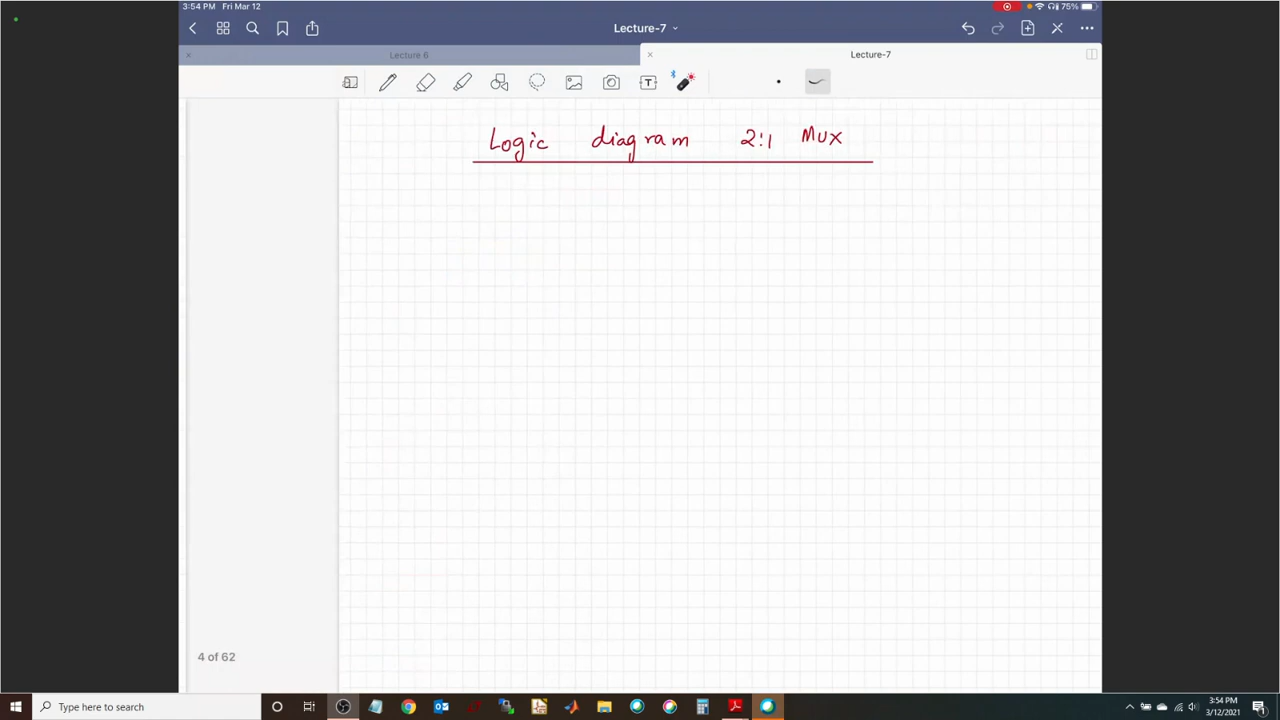 3:54 PM Fri Mar 12
75%
Lecture-7
Lecture 6
Lecture-7
T
Logic diagram 2:1 MUX
4 of 62
Type here to search
3:54 PM
3/12/2021